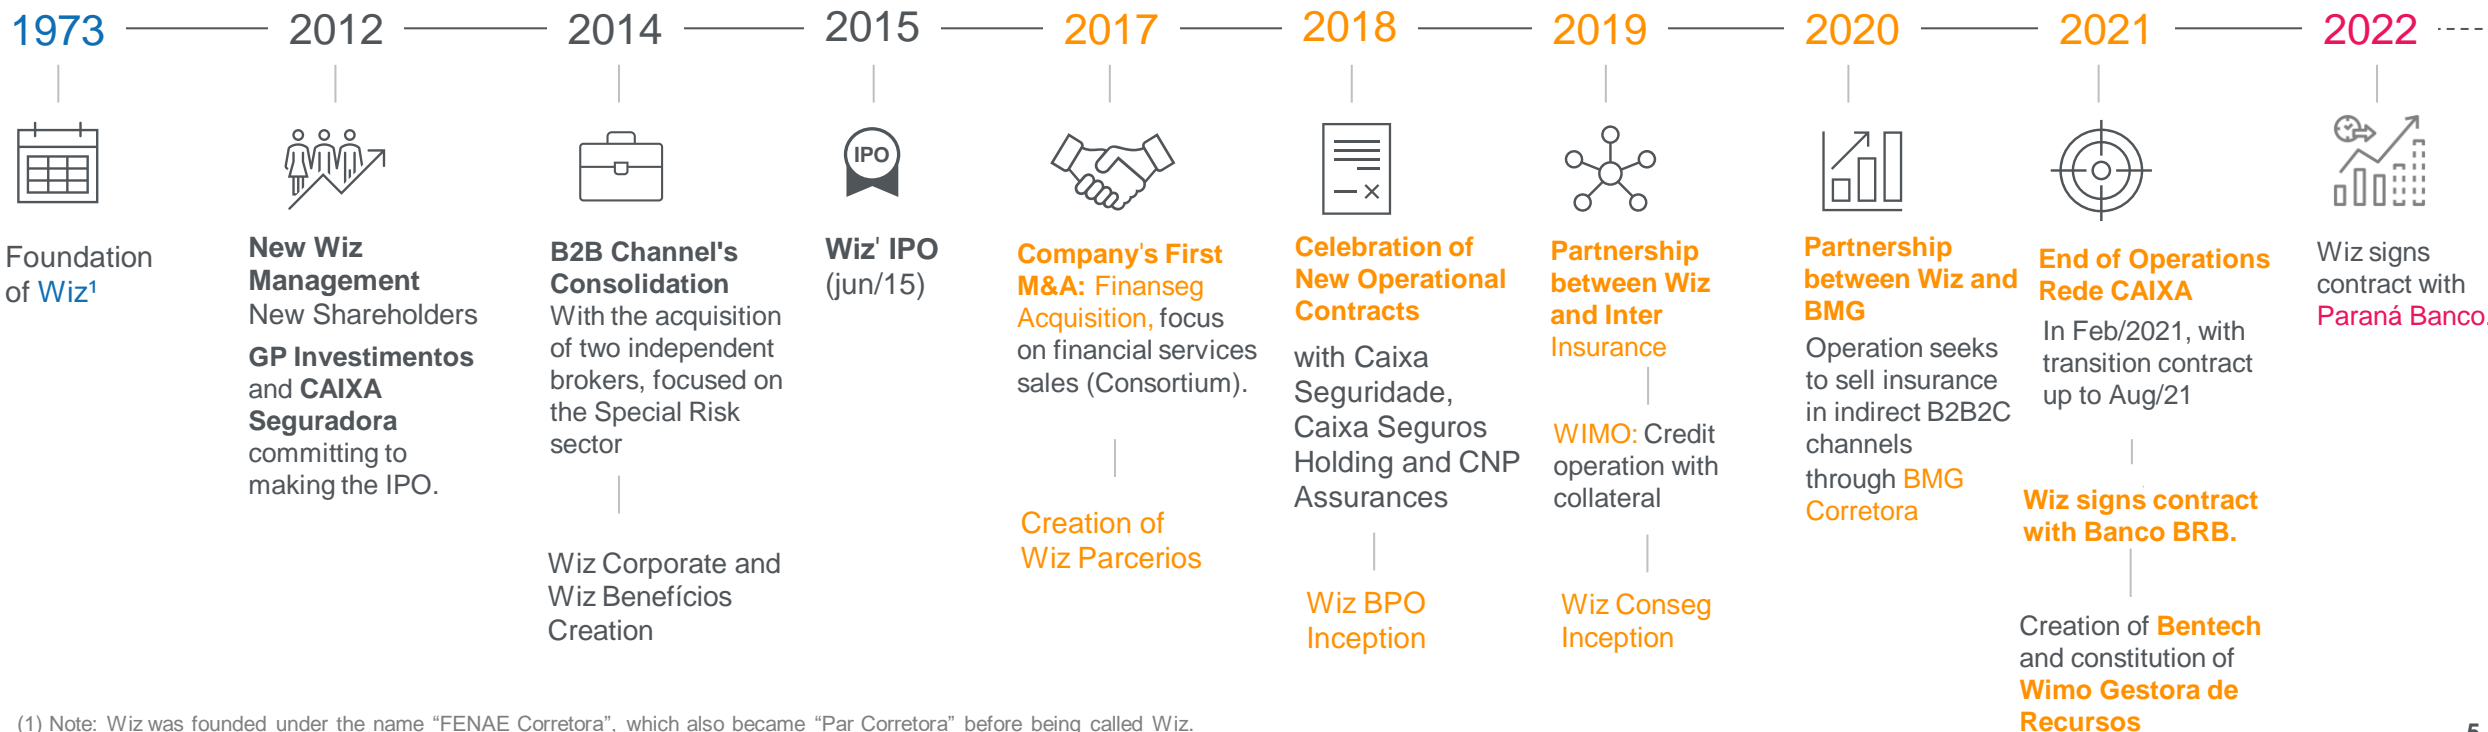 1973
2012
2014
2015
2017
2018
2019
2020
2021
2022
Foundation
of Wiz¹
New Wiz
Management
New Shareholders
GP Investimentos
and CAIXA
Seguradora
committing to
making the IPO.
B2B Channel's
Consolidation
With the acquisition
of two independent
brokers, focused on
the Special Risk
sector
Wiz Corporate and
Wiz Benefícios
Creation
IPO
Wiz' IPO
(jun/15)
Company's First
M&A: Finanseg
Acquisition, focus
on financial services
sales (Consortium).
Creation of
Wiz Parcerios
Celebration of
New Operational
Contracts
with Caixa
Seguridade,
Caixa Seguros
Holding and CNP
Assurances
Wiz BPO
Inception
Partnership
between Wiz
and Inter
Insurance
WIMO: Credit
operation with
collateral
Wiz Conseg
Inception
Partnership
between Wiz and
BMG
Operation seeks
to sell insurance
in indirect B2B2C
channels
through BMG
Corretora
End of Operations
Rede CAIXA
In Feb/2021, with
transition contract
up to Aug/21
Wiz signs contract
with Banco BRB.
Creation of Bentech
and constitution of
Wimo Gestora de
Recursos
Wiz signs
contract with
Paraná Banco.
(1) Note: Wiz was founded under the name “FENAE Corretora”, which also became “Par Corretora” before being called Wiz.
5